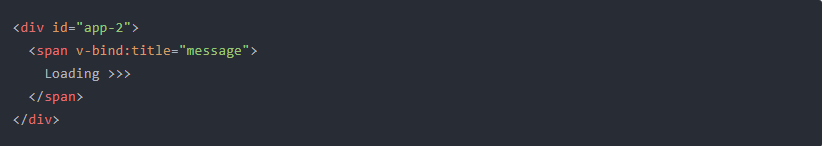 <div id="app-2">
  <span v-bind:title="message">
    Loading >>>
  </span>
</div>